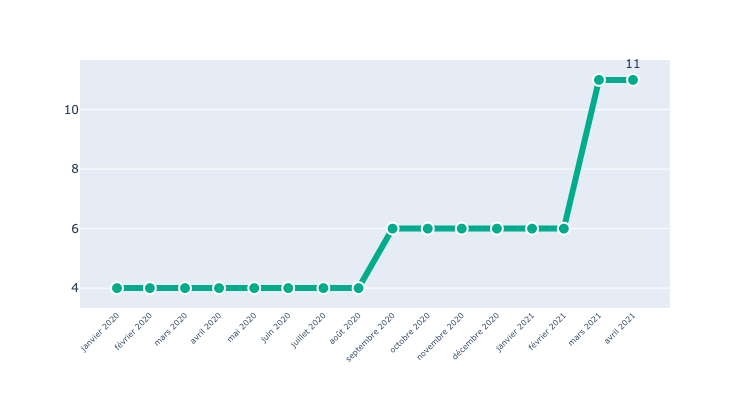 11
10
8
6
4
janvier 2020
février 2020
mars 2020
avril 2020
mai 2020
juin 2020
juillet 2020
août 2020
septembre 2020
octobre 2020
novembre 2020
décembre 2020
janvier 2021
février 2021
mars 2021
avril 2021